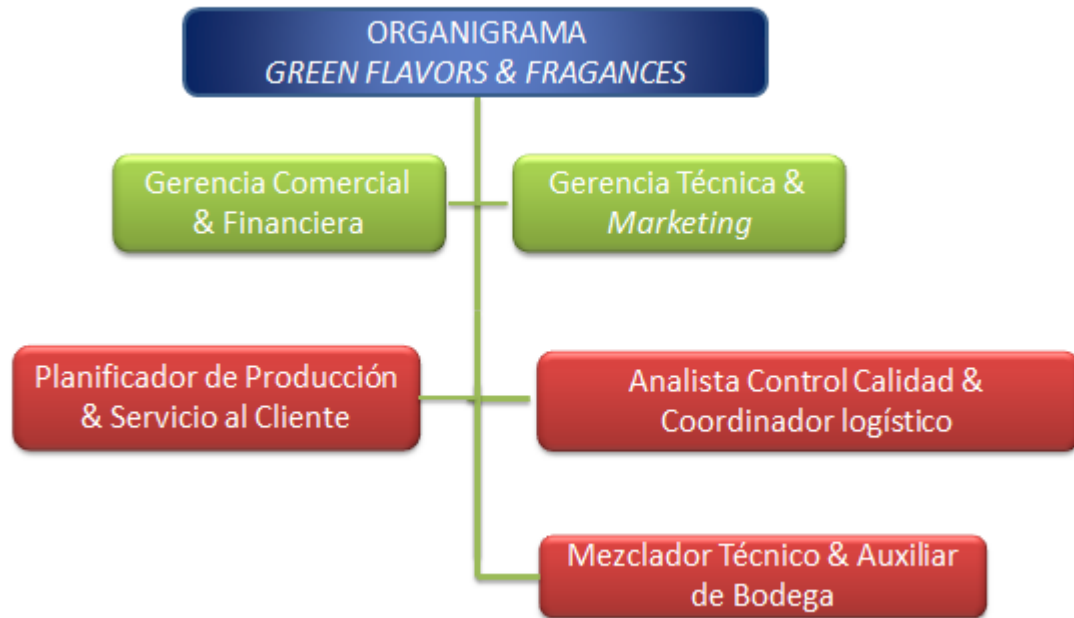 ORGANIGRAMA
GREEN FLAVORS & FRAGANCES
Gerencia Comercial
& Financiera
Gerencia Técnica &
Marketing
Planificador de Producción
& Servicio al Cliente
Analista Control Calidad &
Coordinador logístico
Mezclador Técnico & Auxiliar
de Bodega